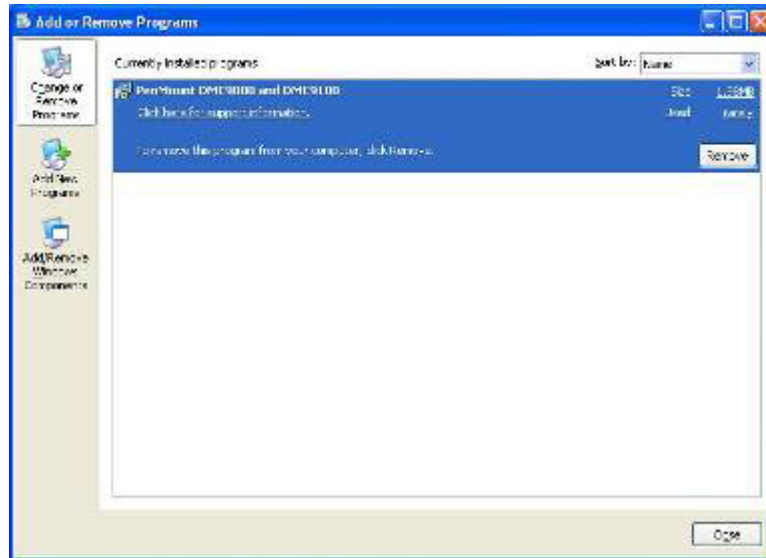 Add or Remove Programs
Change or
Remove
Programs
Add New
Programs
Add/Remove
Windows
Components
Currently installed programs
Sort by: Name
PenMount DMC9000 and DMC9100
Size
Click here for support information.
Used rarely
To remove this program from your computer, click Remove.
Remove
Close